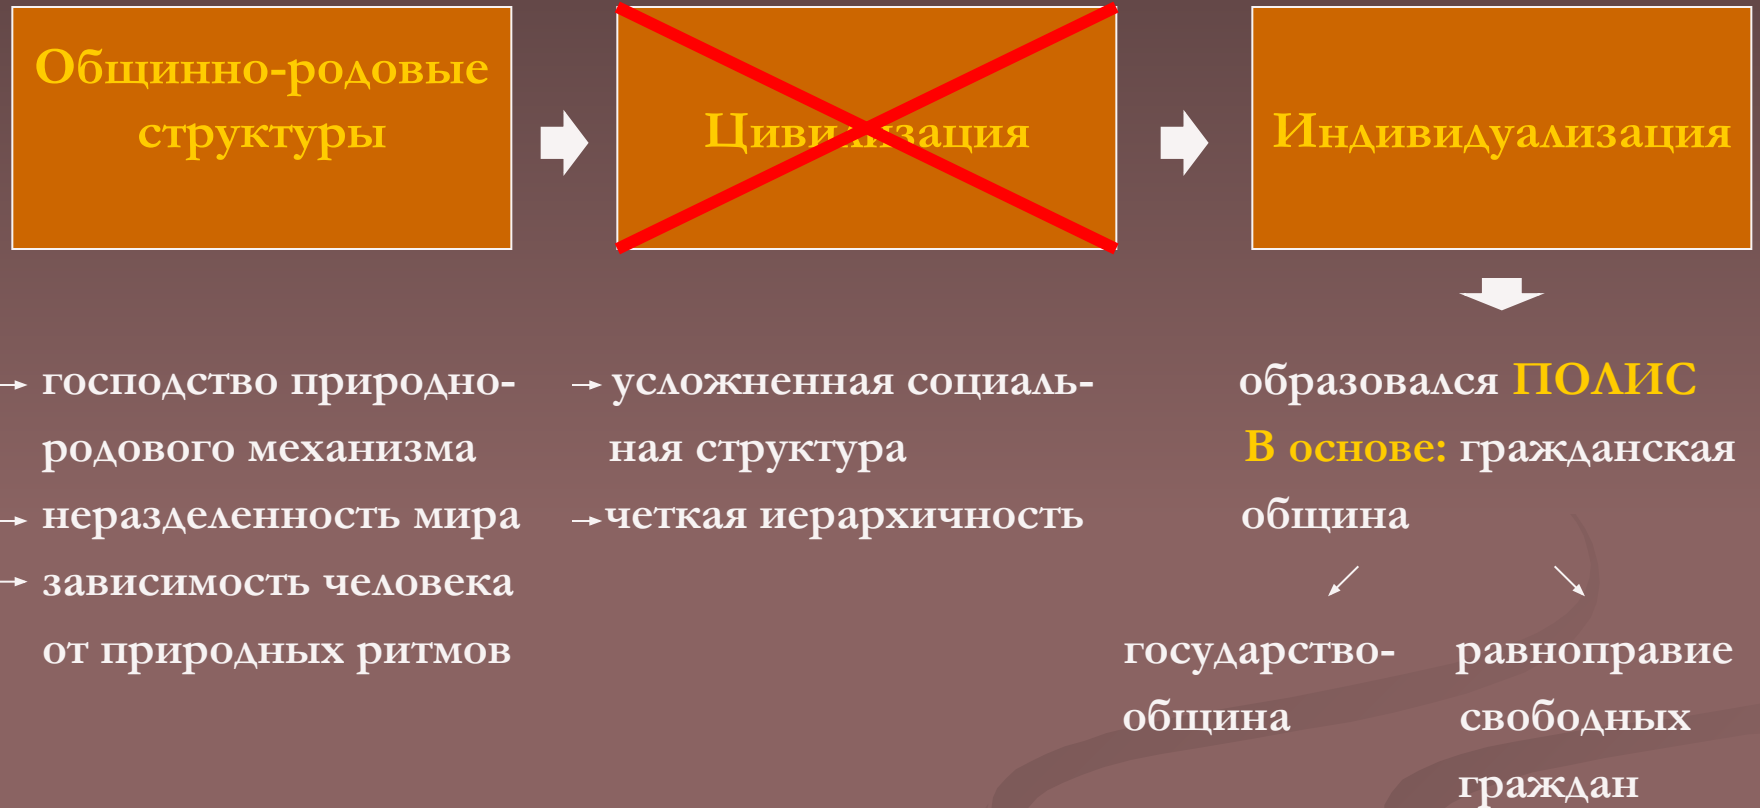 Общинно-родовые
структуры
Цивилизация
Индивидуализация
господство природно-
родового механизма
неразделенность мира
зависимость человека
от природных ритмов
усложненная социаль-
ная структура
четкая иерархичность
образовался ПОЛИС
В основе: гражданская
община
государство-
община
равноправие
свободных
граждан